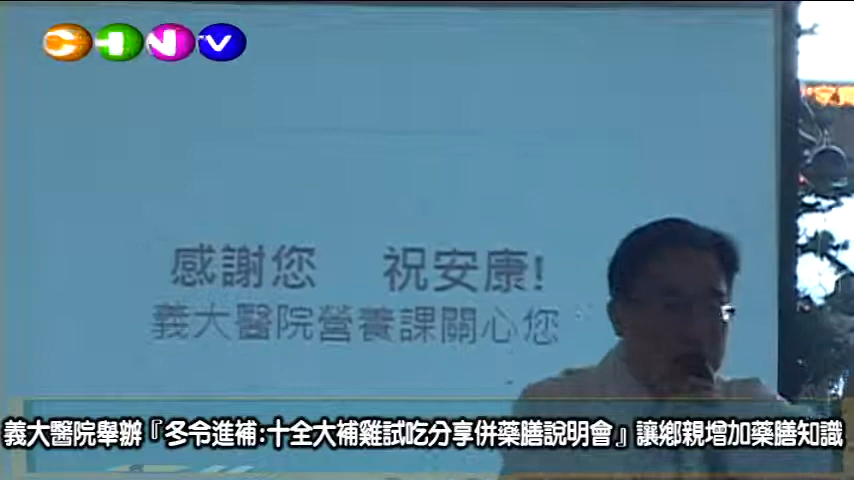 CHNV
感謝您 祝安康!
義大醫院營養課關心您
義大醫院舉辦『冬令進補:十全大補雞試吃分享併藥膳說明會』讓鄉親增加藥膳知識